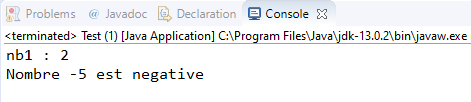 Problems @ Javadoc Declaration Console
<terminated> Test (1) [Java Application] C:\Program Files\Java\jdk-13.0.2\bin\javaw.exe
nb1 : 2
Nombre -5 est negative